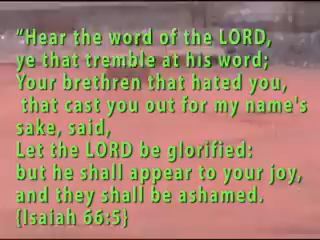 “Hear the word of the LORD,
ye that tremble at his word;
Your brethren that hated you,
that cast you out for my name's
sake, said,
Let the LORD be glorified:
but he shall appear to your joy,
and they shall be ashamed.
{Isaiah 66:5}